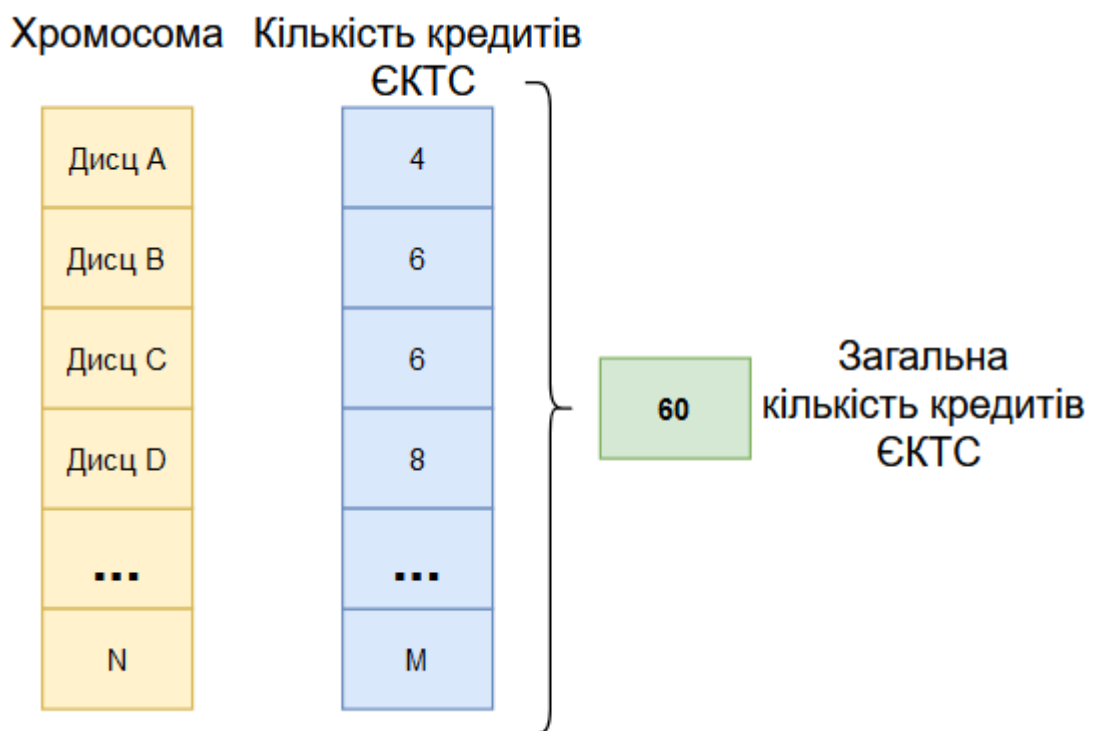 Хромосома
Кількість кредитів
ЄКТС
Дисц A
4
Дисц B
6
Дисц C
6
Дисц D
8
...
...
N
M
60
Загальна
кількість кредитів
ЄКТС